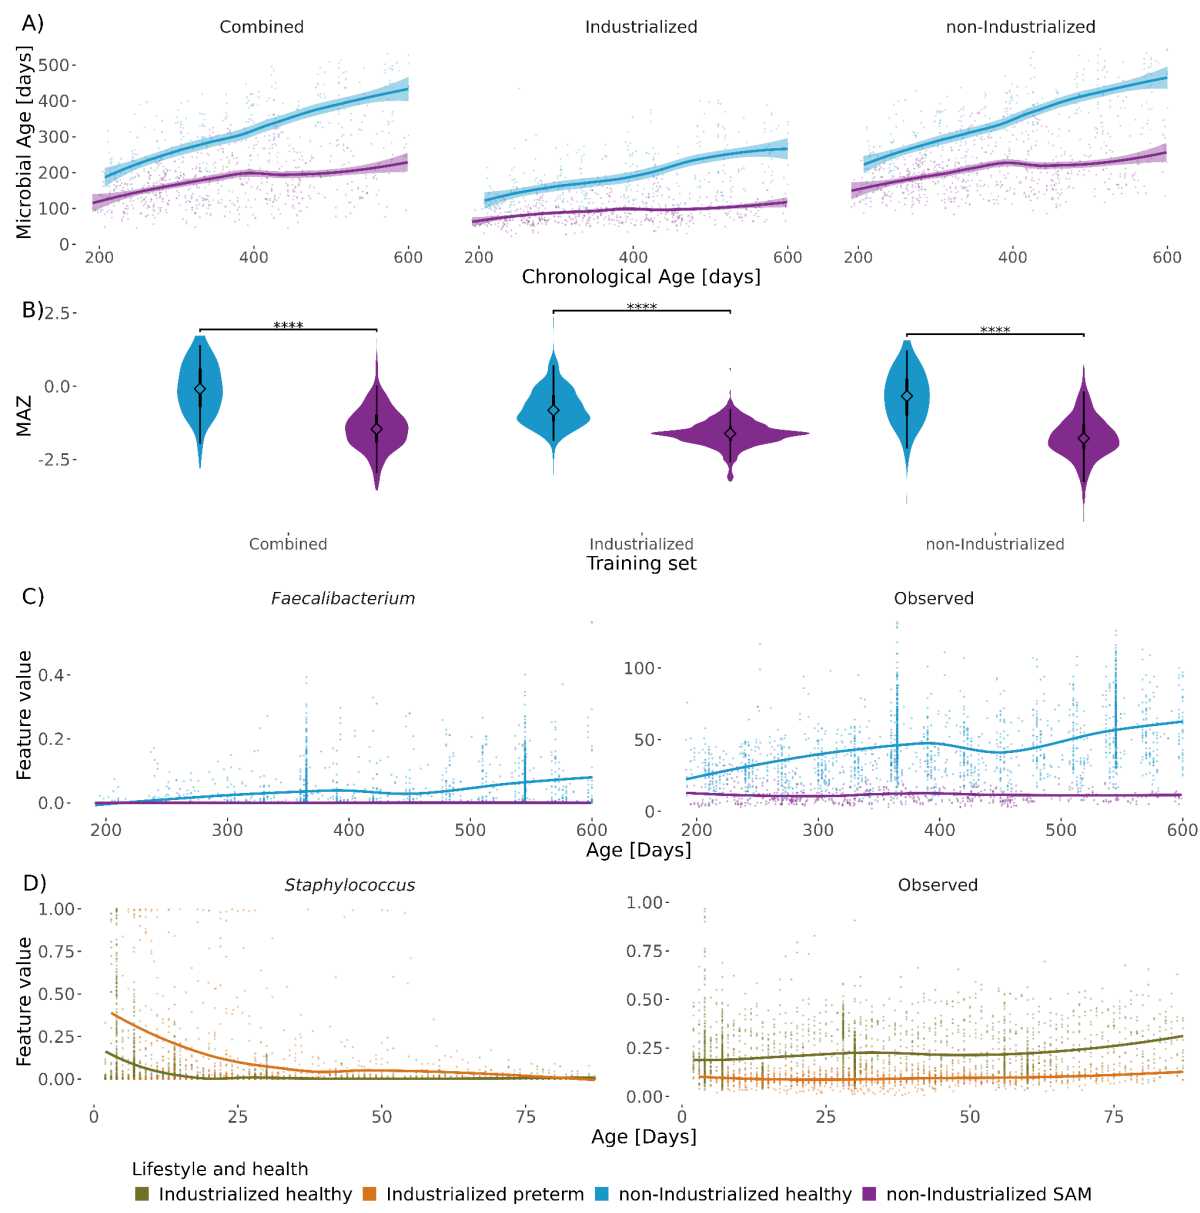 A)
Combined
Industrialized
non-Industrialized
Microbial Age [days]
500
400
300
200
100
0
200
400
600
200
400
600
200
400
600
Chronological Age [days]
B)
MAZ
2.5
0.0
-2.5
****
****
****
Combined
Industrialized
non-Industrialized
Training set
C)
Faecalibacterium
Observed
Feature value
0.4
0.2
0.0
100
50
0
200
300
400
500
600
200
300
400
500
600
Age [Days]
D)
Staphylococcus
Observed
Feature value
1.00
0.75
0.50
0.25
0.00
1.00
0.75
0.50
0.25
0.00
0
25
50
75
0
25
50
75
Age [Days]
Lifestyle and health
Industrialized healthy
Industrialized preterm
non-Industrialized healthy
non-Industrialized SAM